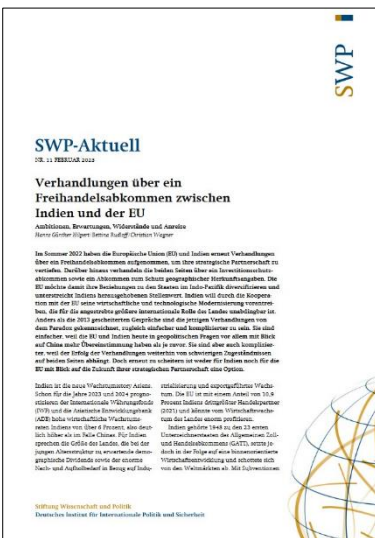 SWP
SWP-Aktuell
NR. 11 FEBRUAR 2023
Verhandlungen über ein
Freihandelsabkommen zwischen
Indien und der EU
Ambitionen, Erwartungen, Widerstände und Anreize
Hanns Günther Hilpert/Bettina Rudloff/Christian Wagner
Im Sommer 2022 haben die Europäische Union (EU) und Indien erneut Verhandlungen
über ein Freihandelsabkommen aufgenommen, um ihre strategische Partnerschaft zu
vertiefen. Darüber hinaus verhandeln die beiden Seiten über ein Investitionsschutz-
abkommen sowie ein Abkommen zum Schutz geographischer Herkunftsangaben. Die
EU möchte damit ihre Beziehungen zu den Staaten im Indo-Pazifik diversifizieren und
unterstreicht Indiens herausgehobenen Stellenwert. Indien will durch die Koopera-
tion mit der EU seine wirtschaftliche und technologische Modernisierung vorantrei-
ben, die für die angestrebte größere internationale Rolle des Landes unabdingbar ist.
Anders als die 2013 gescheiterten Gespräche sind die jetzigen Verhandlungen von
dem Paradox gekennzeichnet, zugleich einfacher und komplizierter zu sein. Sie sind
einfacher, weil die EU und Indien heute in geopolitischen Fragen vor allem mit Blick
auf China mehr Übereinstimmung haben als je zuvor. Sie sind aber auch komplizier-
ter, weil der Erfolg der Verhandlungen weiterhin von schwierigen Zugeständnissen
auf beiden Seiten abhängt. Doch erneut zu scheitern ist weder für Indien noch für die
EU mit Blick auf die Zukunft ihrer strategischen Partnerschaft eine Option.
Indien ist die neue Wachstumsstory Asiens.
Schon für die Jahre 2023 und 2024 prognos-
tizieren der Internationale Währungsfonds
(IWF) und die Asiatische Entwicklungsbank
(ADB) hohe wirtschaftliche Wachstums-
raten Indiens von über 6 Prozent, also deut-
lich höher als im Falle Chinas. Für Indien
sprechen die Größe des Landes, die bei der
jungen Altersstruktur zu erwartende demo-
graphische Dividende sowie der enorme
Nach- und Aufholbedarf in Bezug auf Indu-
strialisierung und exportgeführtes Wachs-
tum. Die EU ist mit einem Anteil von 10,9
Prozent Indiens drittgrößter Handelspartner
(2021) und könnte vom Wirtschaftswachs-
tum des Landes enorm profitieren.
Indien gehörte 1948 zu den 23 ersten
Unterzeichnerstaaten des Allgemeinen Zoll-
und Handelsabkommens (GATT), setzte je-
doch in der Folge auf eine binnenorientierte
Wirtschaftsentwicklung und schottete sich
von den Weltmärkten ab. Mit Subventionen
Stiftung Wissenschaft und Politik
Deutsches Institut für Internationale Politik und Sicherheit